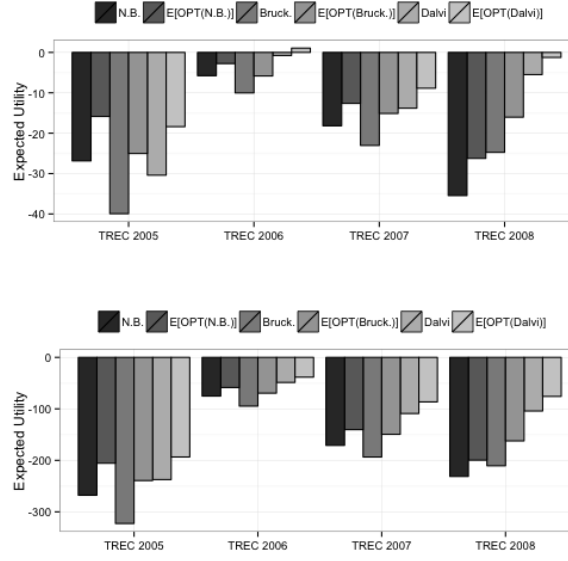 N.B. E[OPT(N.B.)] Bruck. E[OPT(Bruck.)] Dalvi E[OPT(Dalvi)]
Expected Utility
0
-10
-20
-30
-40
TREC 2005 TREC 2006 TREC 2007 TREC 2008
N.B. E[OPT(N.B.)] Bruck. E[OPT(Bruck.)] Dalvi E[OPT(Dalvi)]
Expected Utility
0
-100
-200
-300
TREC 2005 TREC 2006 TREC 2007 TREC 2008